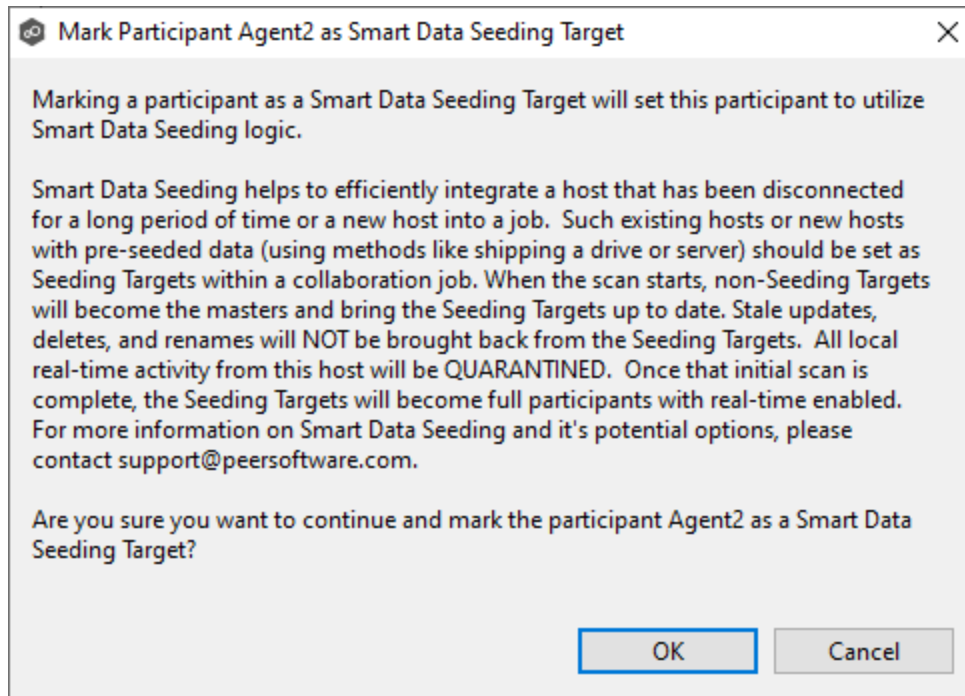 Mark Participant Agent2 as Smart Data Seeding Target
Marking a participant as a Smart Data Seeding Target will set this participant to utilize
Smart Data Seeding logic.
Smart Data Seeding helps to efficiently integrate a host that has been disconnected
for a long period of time or a new host into a job.  Such existing hosts or new hosts
with pre-seeded data (using methods like shipping a drive or server) should be set as
Seeding Targets within a collaboration job. When the scan starts, non-Seeding Targets
will become the masters and bring the Seeding Targets up to date. Stale updates,
deletes, and renames will NOT be brought back from the Seeding Targets.  All local
real-time activity from this host will be QUARANTINED.  Once that initial scan is
complete, the Seeding Targets will become full participants with real-time enabled.
For more information on Smart Data Seeding and it's potential options, please
contact support@peersoftware.com.
Are you sure you want to continue and mark the participant Agent2 as a Smart Data
Seeding Target?
OK
Cancel